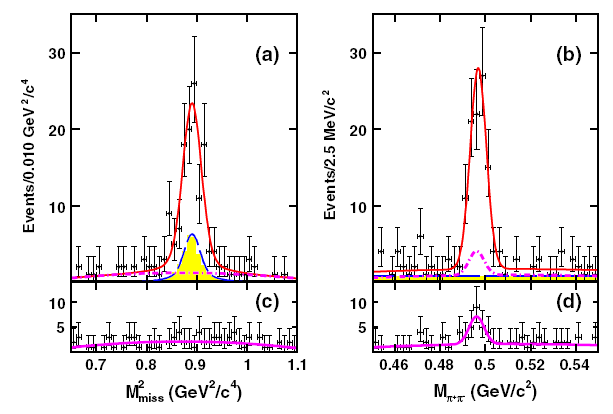 30
20
10
10
5
Events/0.010 GeV²/c⁴
(a)
(c)
0.7 0.8 0.9 1 1.1
M²miss (GeV²/c⁴)
30
20
10
10
5
Events/2.5 MeV/c²
(b)
(d)
0.46 0.48 0.5 0.52 0.54
Mπ⁺π⁻ (GeV/c²)